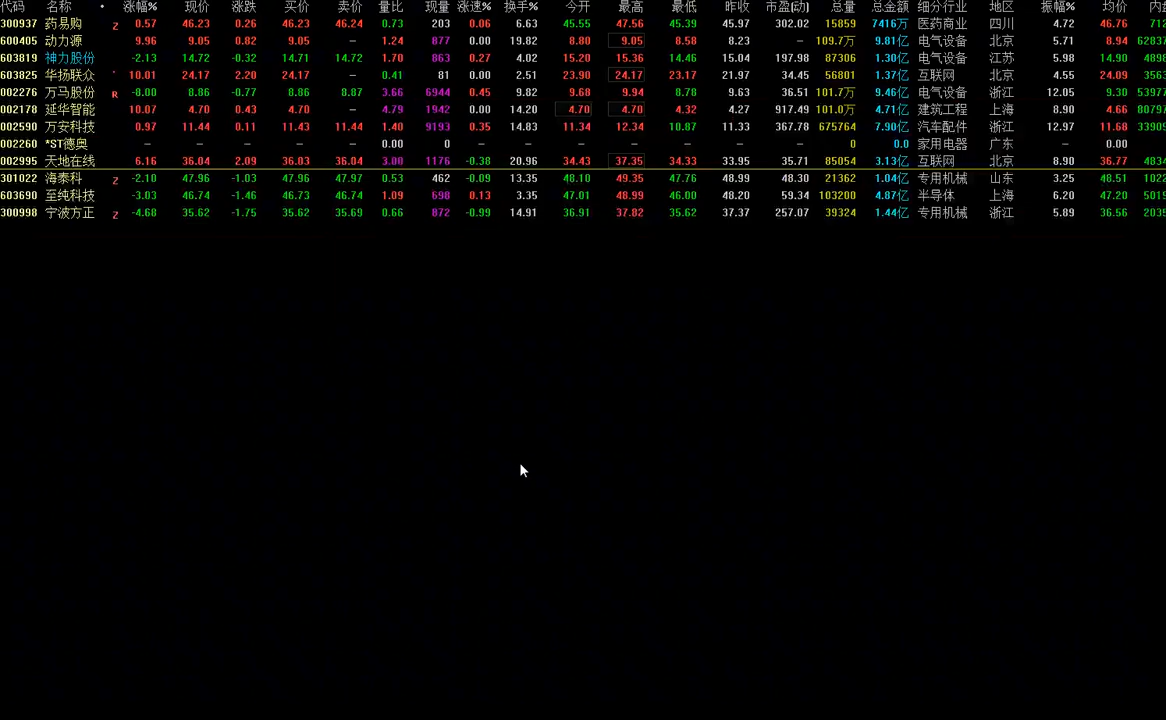 代码 名称 • 涨幅% 现价 涨跌 买价 卖价 量比 现量 涨速% 换手% 今开 最高 最低 昨收 市盈(动) 总量 总金额 细分行业 地区 振幅% 均价 内盘
300937 药易购 Z 0.57 46.23 0.26 46.23 46.24 0.73 203 0.06 6.63 45.55 47.56 45.39 45.97 302.02 15859 7416万 医药商业 四川 4.72 46.76 712
600405 动力源 9.96 9.05 0.82 9.05 — 1.24 877 0.00 19.82 8.80 9.05 8.58 8.23 — 109.7万 9.81亿 电气设备 北京 5.71 8.94 62837
603819 神力股份 -2.13 14.72 -0.32 14.71 14.72 1.70 863 0.27 4.02 15.20 15.36 14.46 15.04 197.98 87306 1.30亿 电气设备 江苏 5.98 14.90 4898
603825 华扬联众 * 10.01 24.17 2.20 24.17 — 0.41 81 0.00 2.51 23.90 24.17 23.17 21.97 34.45 56801 1.37亿 互联网 北京 4.55 24.09 3563
002276 万马股份 R -8.00 8.86 -0.77 8.86 8.87 3.66 6944 0.45 9.82 9.68 9.94 8.78 9.63 36.51 101.7万 9.46亿 电气设备 浙江 12.05 9.30 53977
002178 延华智能 10.07 4.70 0.43 4.70 — 4.79 1942 0.00 14.20 4.70 4.70 4.32 4.27 917.49 101.0万 4.71亿 建筑工程 上海 8.90 4.66 80797
002590 万安科技 0.97 11.44 0.11 11.43 11.44 1.40 9193 0.35 14.83 11.34 12.34 10.87 11.33 367.78 675764 7.90亿 汽车配件 浙江 12.97 11.68 33909
002260 *ST德奥 — — — — — 0.00 0 — — — — — — — 0 0.0 家用电器 广东 — 0.00
002995 天地在线 6.16 36.04 2.09 36.03 36.04 3.00 1176 -0.38 20.96 34.43 37.35 34.33 33.95 35.71 85054 3.13亿 互联网 北京 8.90 36.77 4834
301022 海泰科 Z -2.10 47.96 -1.03 47.96 47.97 0.53 462 -0.09 13.35 48.10 49.35 47.76 48.99 48.30 21362 1.04亿 专用机械 山东 3.25 48.51 1022
603690 至纯科技 -3.03 46.74 -1.46 46.73 46.74 1.09 698 0.13 3.35 47.01 48.99 46.00 48.20 59.34 103200 4.87亿 半导体 上海 6.20 47.20 5019
300998 宁波方正 Z -4.68 35.62 -1.75 35.62 35.69 0.66 872 -0.99 14.91 36.91 37.82 35.62 37.37 257.07 39324 1.44亿 专用机械 浙江 5.89 36.56 2035